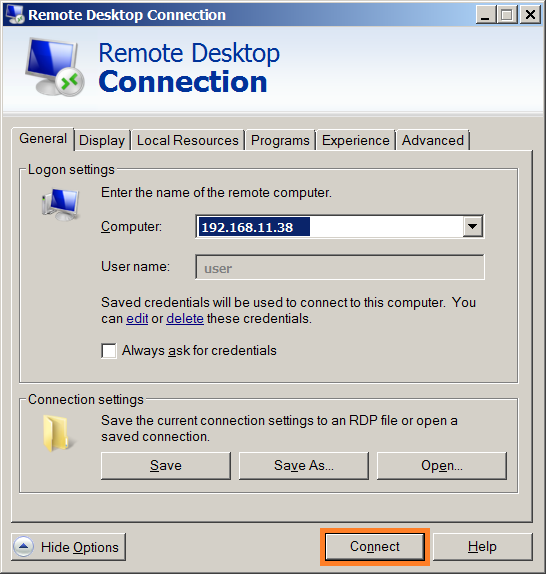 Remote Desktop Connection
Remote Desktop
Connection
General Display Local Resources Programs Experience Advanced
Logon settings
Enter the name of the remote computer.
Computer: 192.168.11.38
User name: user
Saved credentials will be used to connect to this computer. You
can edit or delete these credentials.
Always ask for credentials
Connection settings
Save the current connection settings to an RDP file or open a
saved connection.
Save Save As... Open...
Hide Options Connect Help